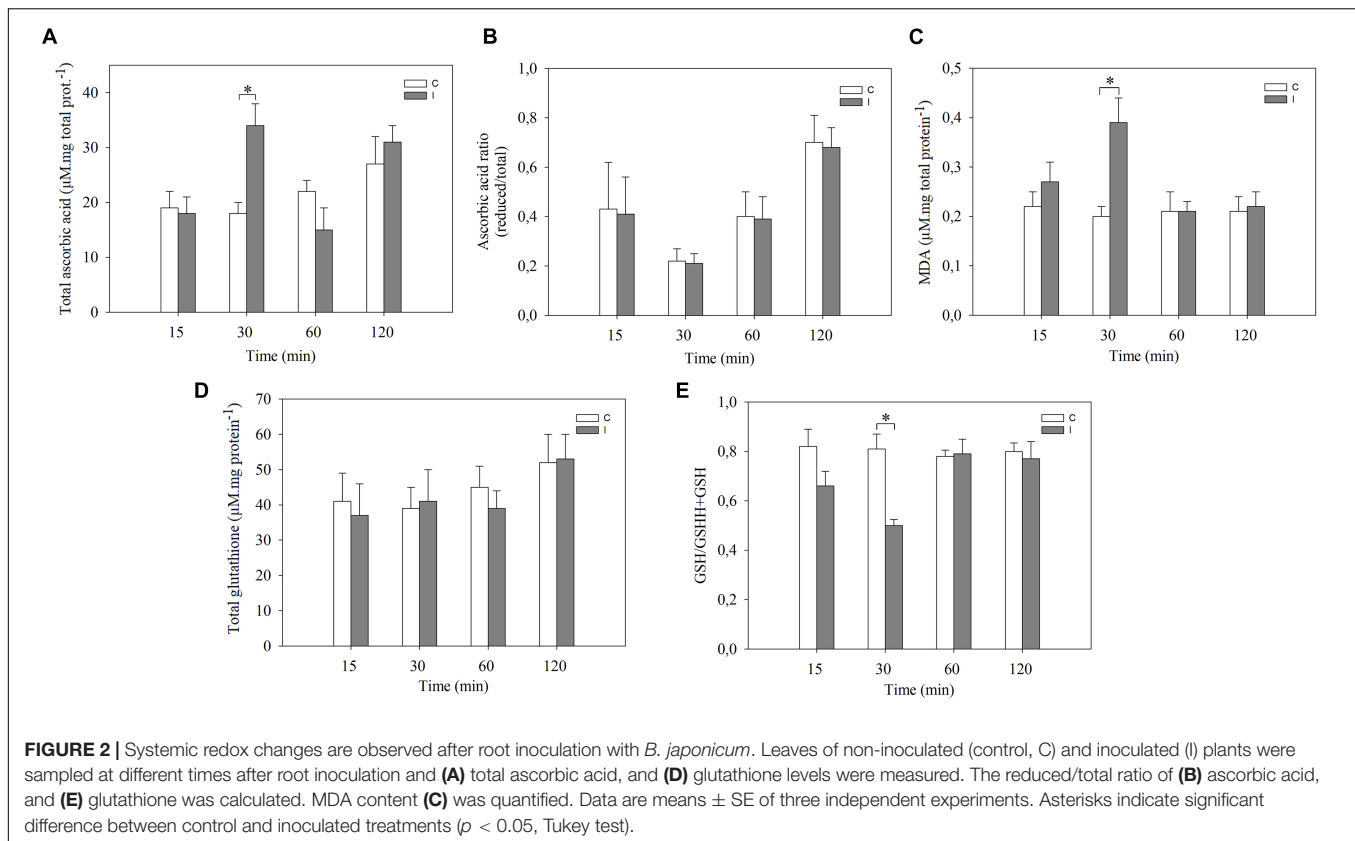 A
Total ascorbic acid (µM.mg total prot.-1)
40
30
20
10
0
*
C
I
15 30 60 120
Time (min)
B
Ascorbic acid ratio
(reduced/total)
1,0
0,8
0,6
0,4
0,2
0,0
C
I
15 30 60 120
Time (min)
C
MDA (µM.mg total protein-1)
0,5
0,4
0,3
0,2
0,1
0,0
*
C
I
15 30 60 120
Time (min)
D
Total glutathione (µM.mg protein-1)
70
60
50
40
30
20
10
0
C
I
15 30 60 120
Time (min)
E
GSH/GSHH+GSH
1,0
0,8
0,6
0,4
0,2
0,0
*
C
I
15 30 60 120
Time (min)
FIGURE 2 | Systemic redox changes are observed after root inoculation with B. japonicum. Leaves of non-inoculated (control, C) and inoculated (I) plants were
sampled at different times after root inoculation and (A) total ascorbic acid, and (D) glutathione levels were measured. The reduced/total ratio of (B) ascorbic acid,
and (E) glutathione was calculated. MDA content (C) was quantified. Data are means ± SE of three independent experiments. Asterisks indicate significant
difference between control and inoculated treatments (p < 0.05, Tukey test).